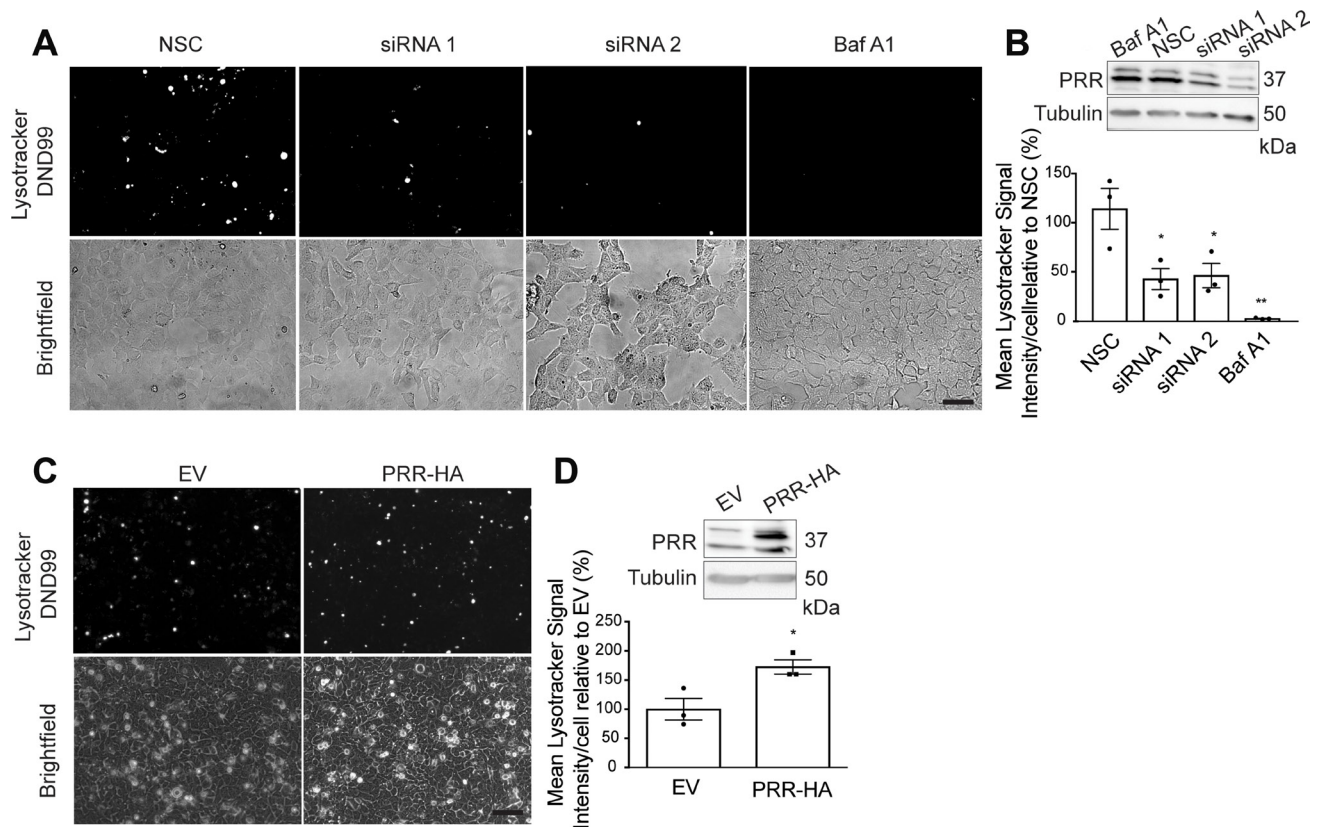 A
NSC
siRNA 1
siRNA 2
Baf A1
Lysotracker
DND99
Brightfield
B
Baf A1
NSC
siRNA 1
siRNA 2
PRR
37
Tubulin
50
kDa
Mean Lysotracker Signal
Intensity/cellrelative to NSC (%)
150
100
50
0
*
*
**
NSC
siRNA 1
siRNA 2
Baf A1
C
EV
PRR-HA
Lysotracker
DND99
Brightfield
D
EV
PRR-HA
PRR
37
Tubulin
50
kDa
Mean Lysotracker Signal
Intensity/cell relative to EV (%)
250
200
150
100
50
0
*
EV
PRR-HA